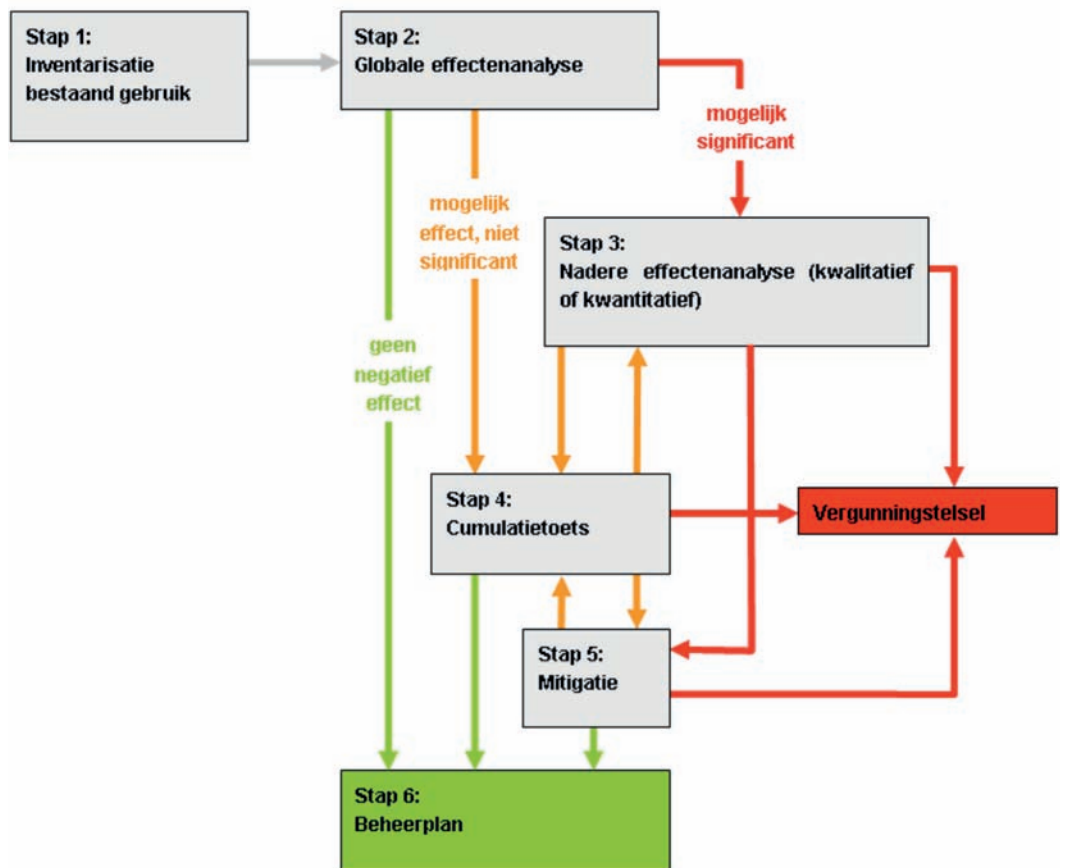 Stap 1:
Inventarisatie
bestaand gebruik
Stap 2:
Globale effectenanalyse
mogelijk
significant
mogelijk
effect, niet
significant
Stap 3:
Nadere effectenanalyse (kwalitatief
of kwantitatief)
geen
negatief
effect
Stap 4:
Cumulatietoets
Vergunningstelsel
Stap 5:
Mitigatie
Stap 6:
Beheerplan